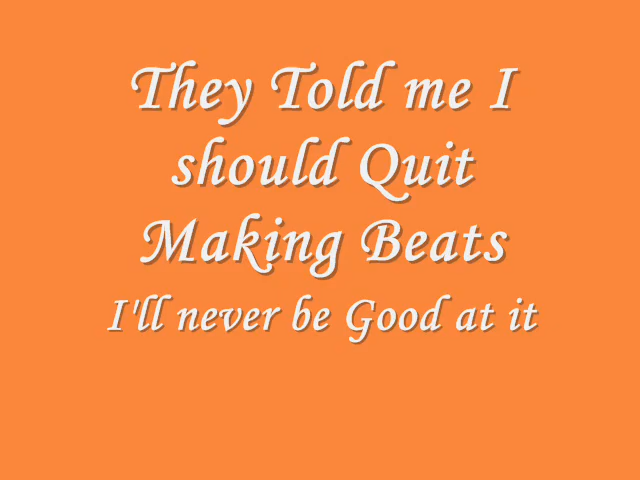 They Told me I
should Quit
Making Beats
I'll never be Good at it